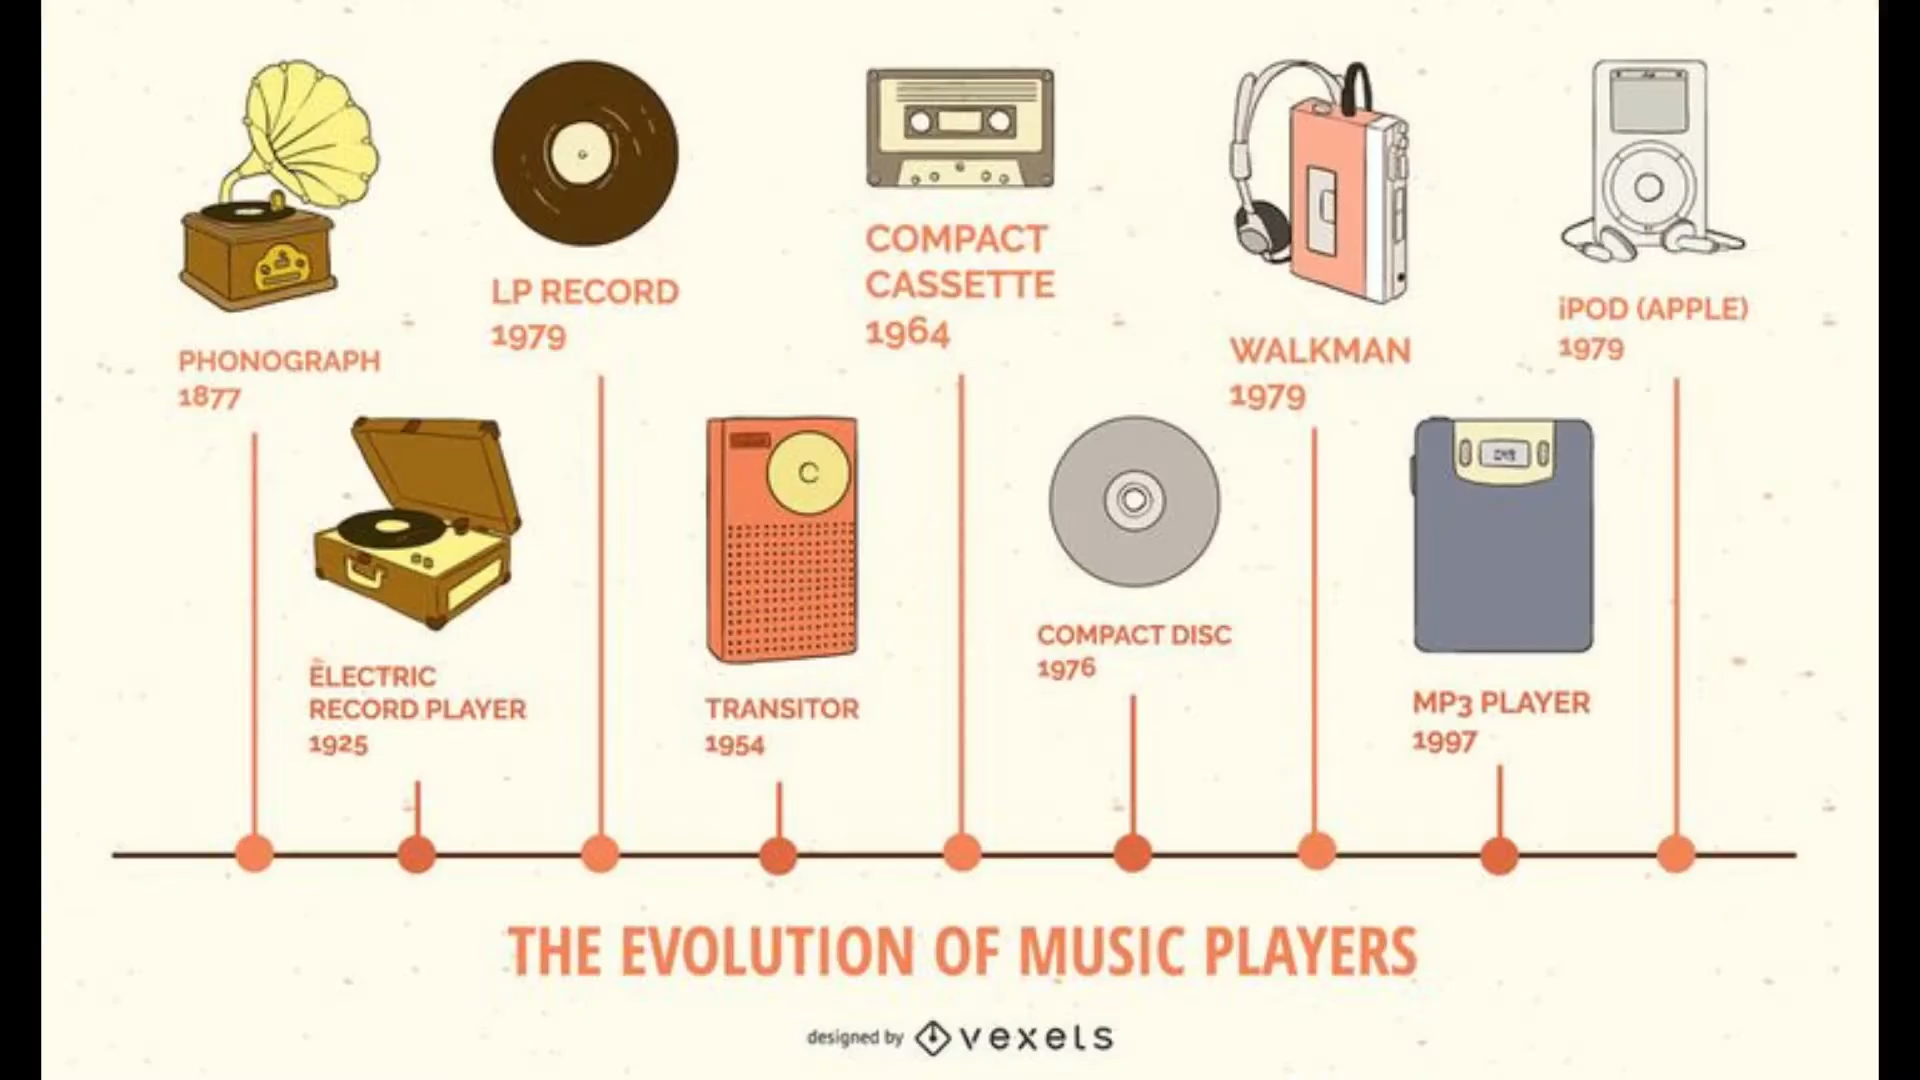 PHONOGRAPH
1877
ELECTRIC
RECORD PLAYER
1925
LP RECORD
1979
TRANSITOR
1954
COMPACT
CASSETTE
1964
COMPACT DISC
1976
WALKMAN
1979
MP3 PLAYER
1997
iPOD (APPLE)
1979
THE EVOLUTION OF MUSIC PLAYERS
designed by vexels